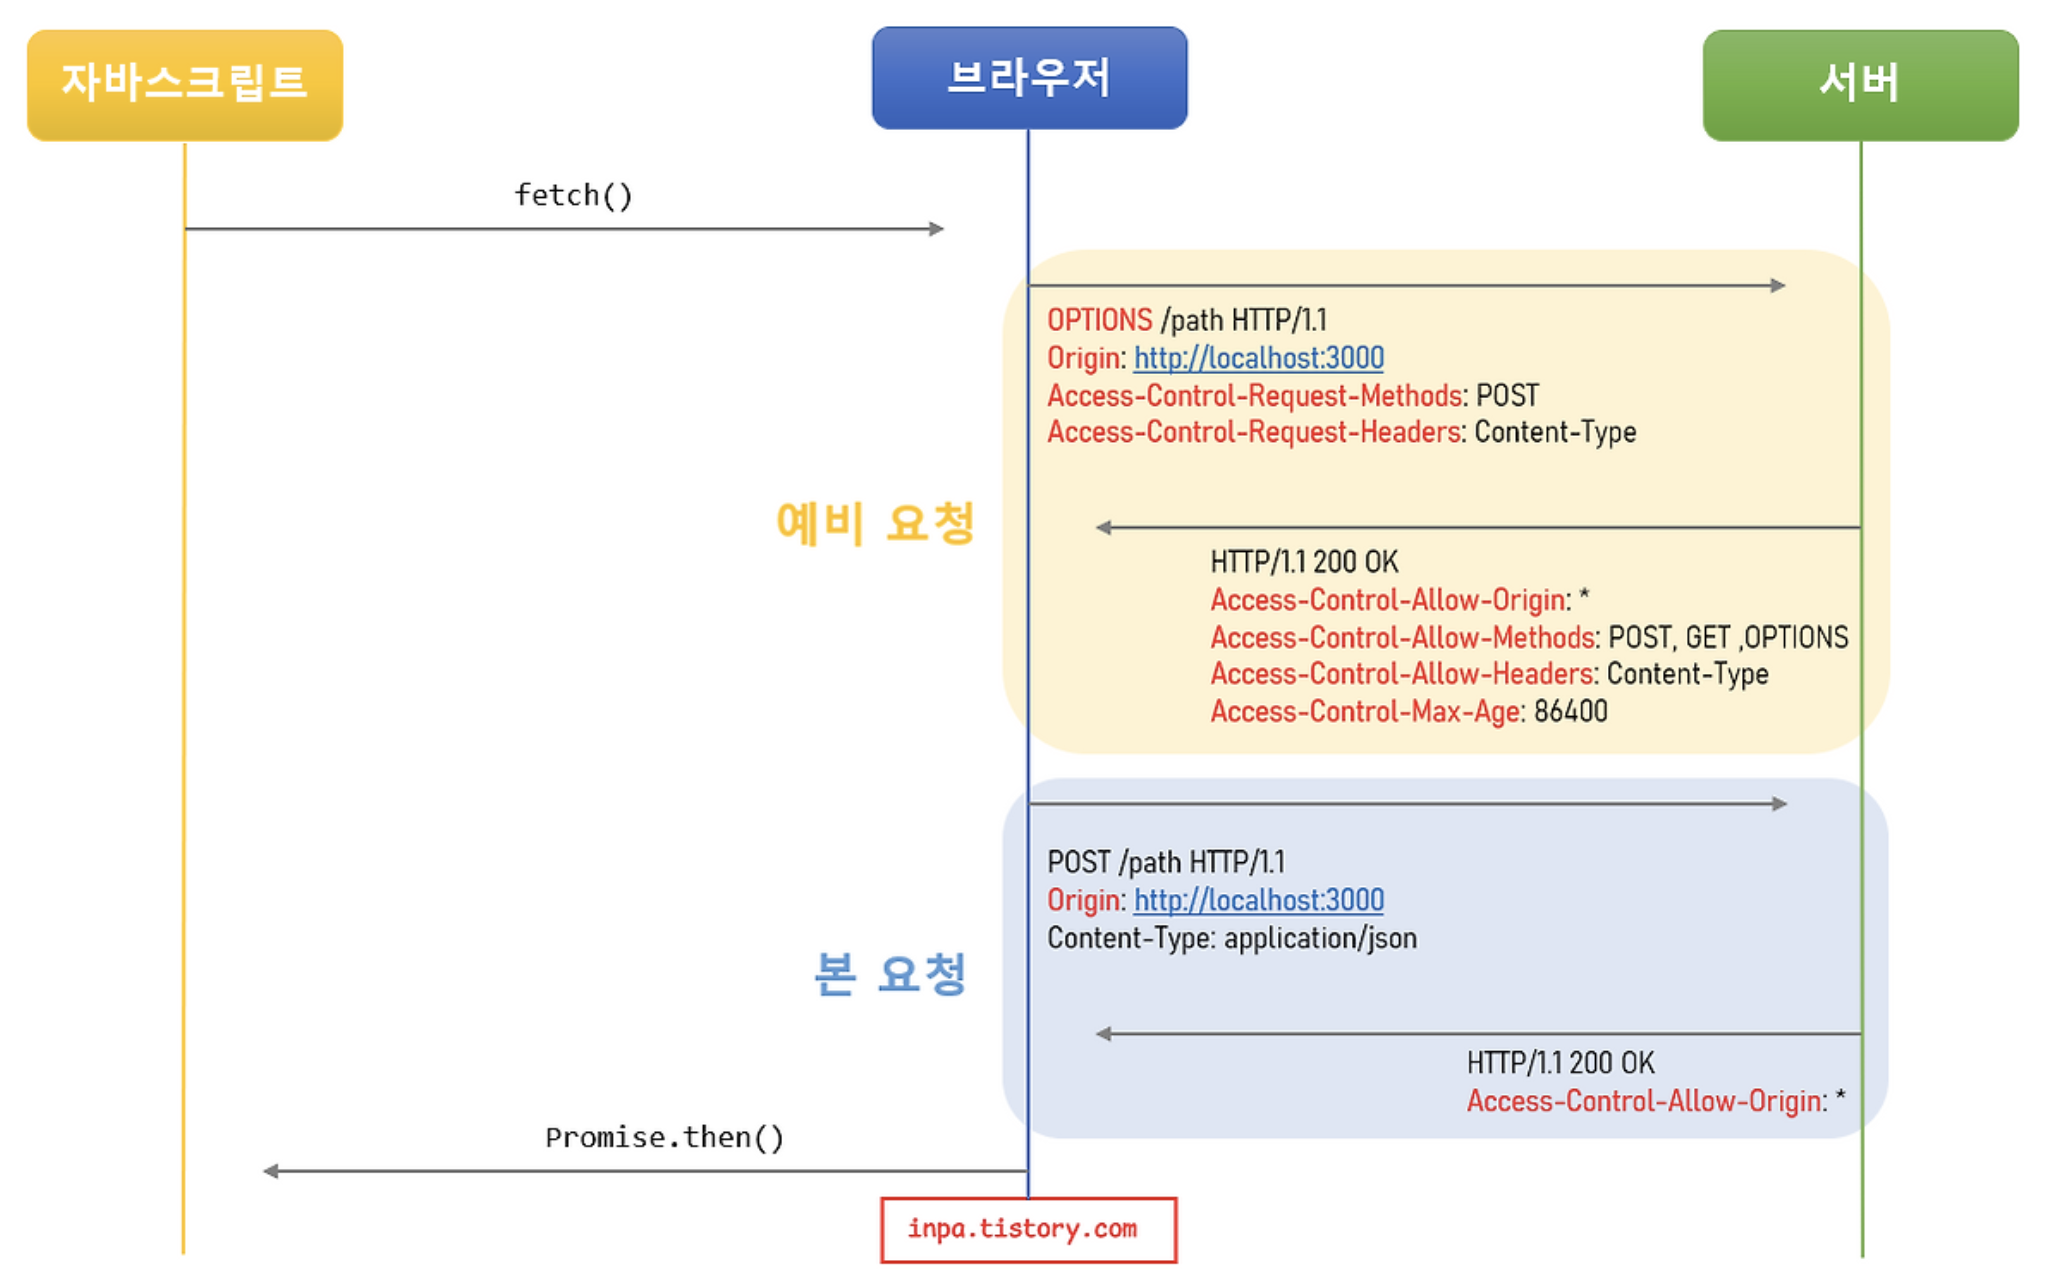 자바스크립트
브라우저
서버
fetch()
OPTIONS /path HTTP/1.1
Origin: http://localhost:3000
Access-Control-Request-Methods: POST
Access-Control-Request-Headers: Content-Type
예비 요청
HTTP/1.1 200 OK
Access-Control-Allow-Origin: *
Access-Control-Allow-Methods: POST, GET ,OPTIONS
Access-Control-Allow-Headers: Content-Type
Access-Control-Max-Age: 86400
POST /path HTTP/1.1
Origin: http://localhost:3000
Content-Type: application/json
본 요청
HTTP/1.1 200 OK
Access-Control-Allow-Origin: *
Promise.then()
inpa.tistory.com